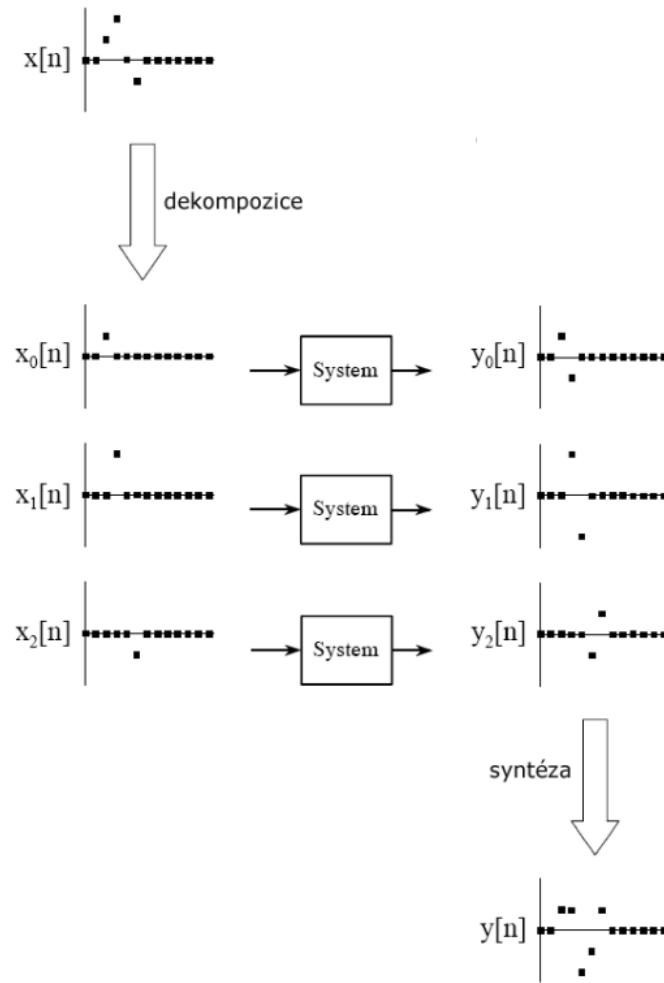 x[n]
dekompozice
x₀[n]
System
y₀[n]
x₁[n]
System
y₁[n]
x₂[n]
System
y₂[n]
syntéza
y[n]